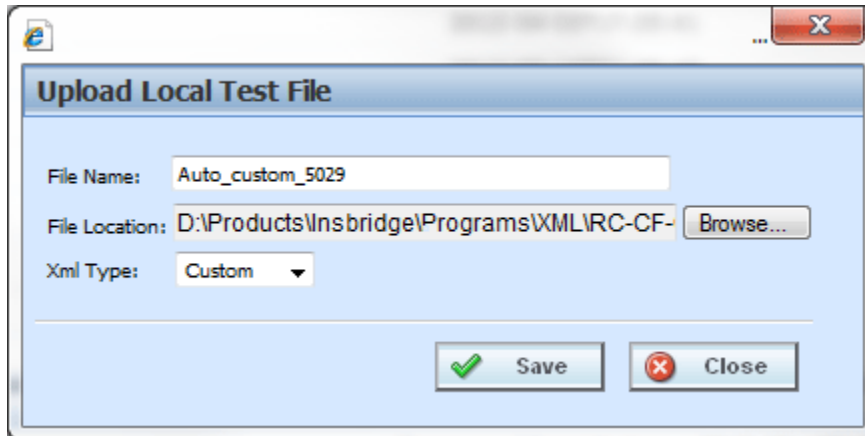 ...
Upload Local Test File
File Name: Auto_custom_5029
File Location: D:\Products\Insbridge\Programs\XML\RC-CF- Browse...
Xml Type: Custom
Save Close